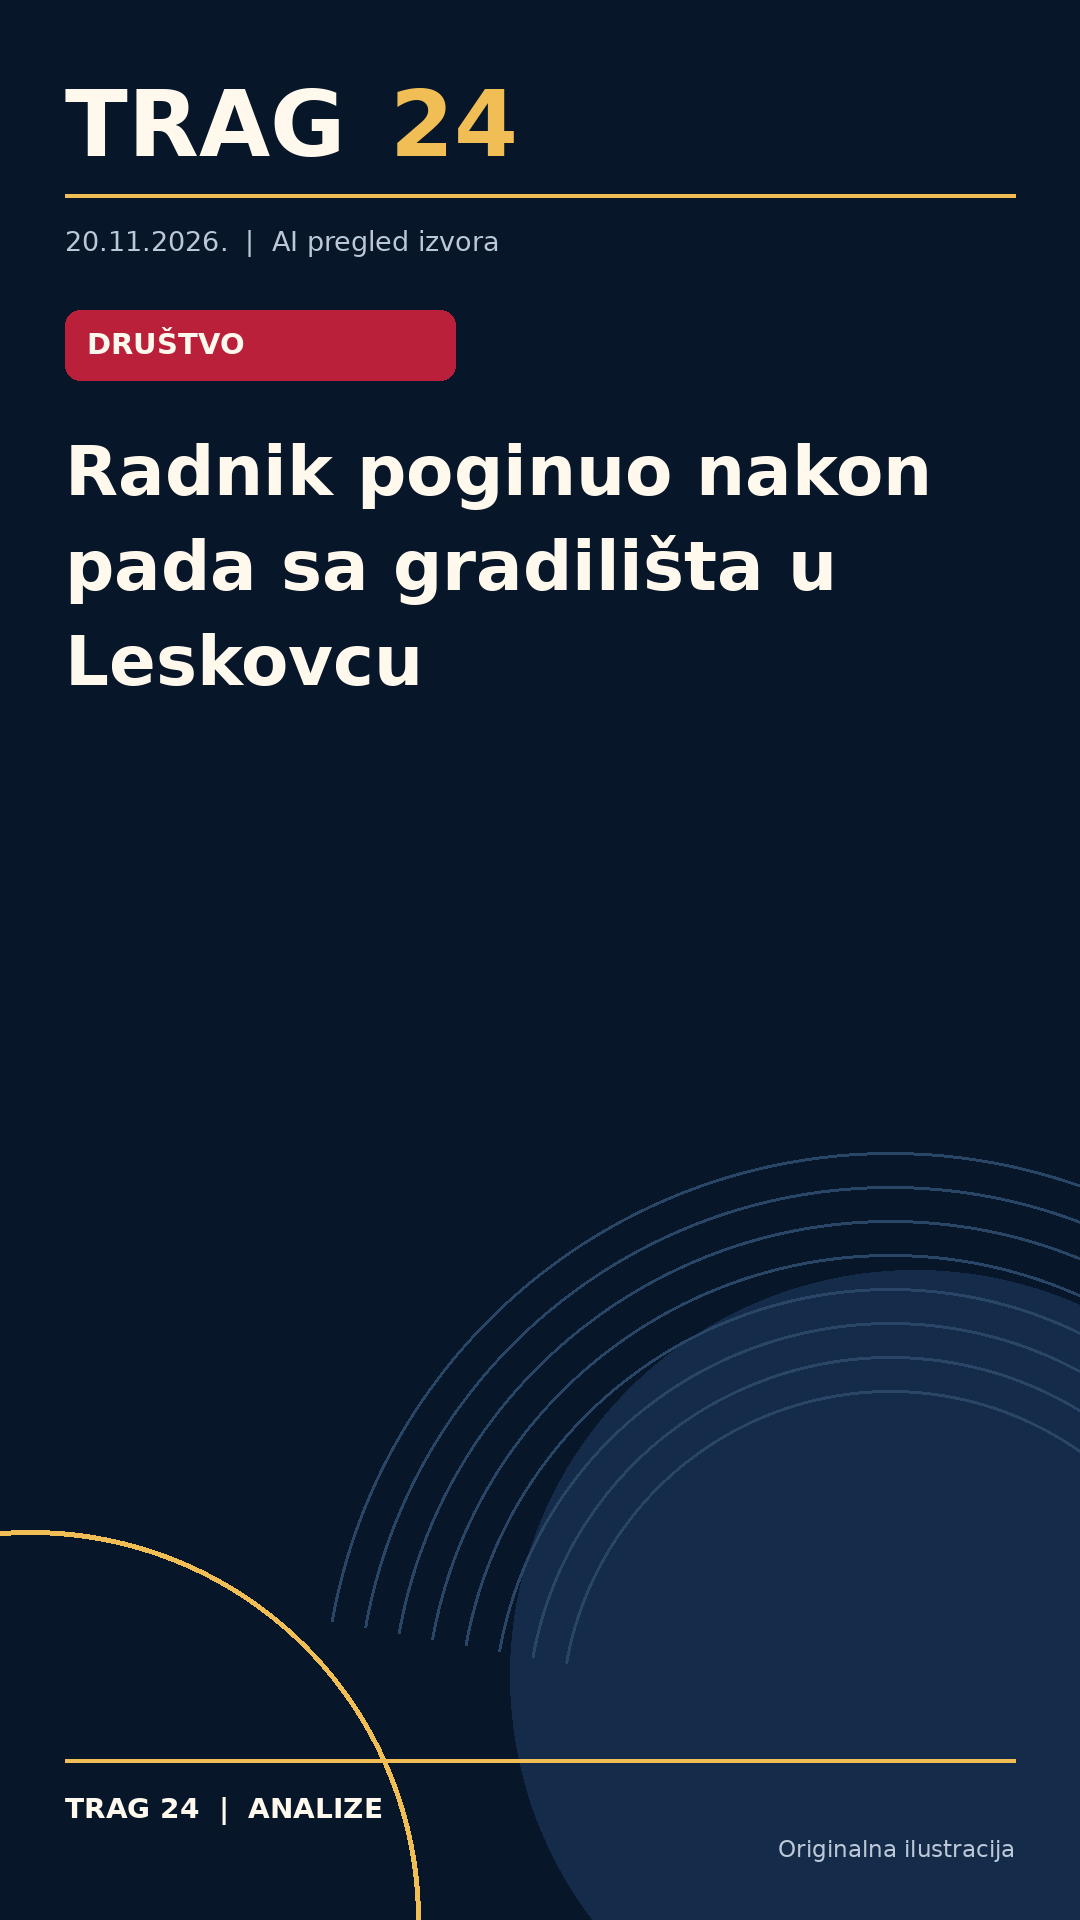 TRAG 24
20.11.2026. | AI pregled izvora
DRUŠTVO
Radnik poginuo nakon
pada sa gradilišta u
Leskovcu
TRAG 24 | ANALIZE
Originalna ilustracija